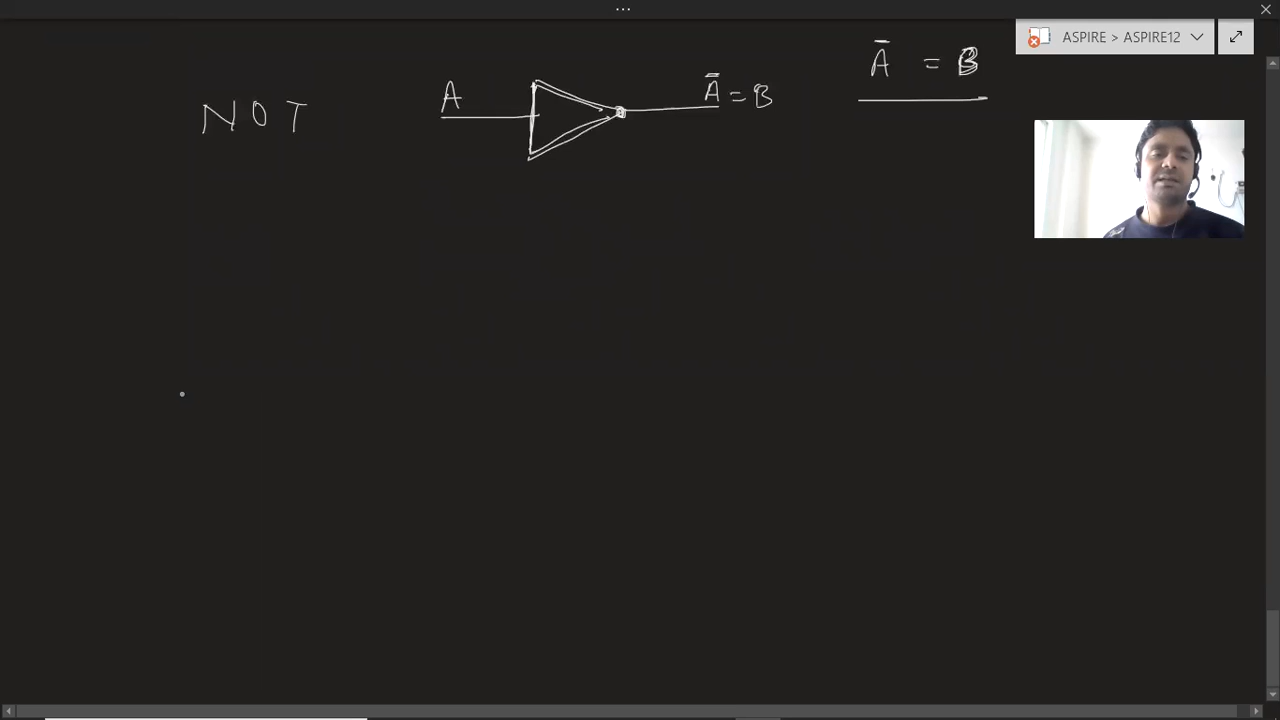 ASPIRE > ASPIRE12
NOT
A
Ā = B
Ā = B